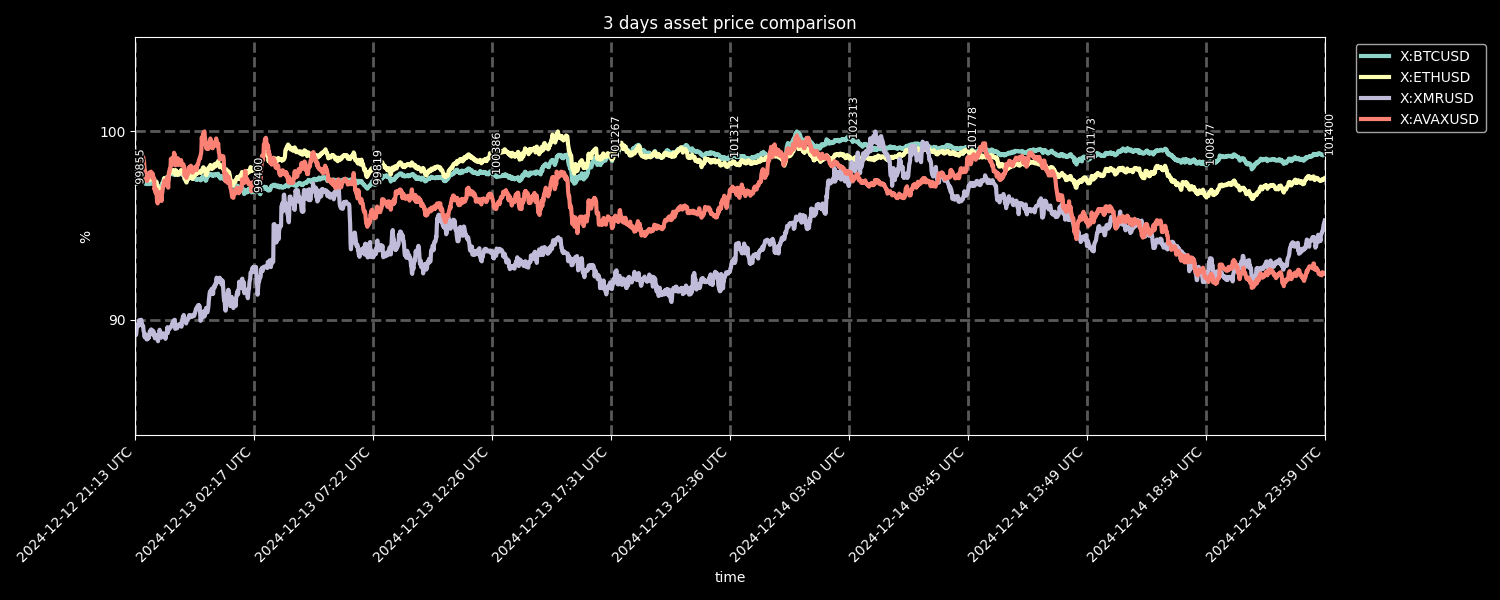 3 days asset price comparison
X:BTCUSD
X:ETHUSD
X:XMRUSD
X:AVAXUSD
100
90
%
99855
99400
99819
100386
101267
101312
102313
101778
101173
100877
101400
2024-12-12 21:13 UTC
2024-12-13 02:17 UTC
2024-12-13 07:22 UTC
2024-12-13 12:26 UTC
2024-12-13 17:31 UTC
2024-12-13 22:36 UTC
2024-12-14 03:40 UTC
2024-12-14 08:45 UTC
2024-12-14 13:49 UTC
2024-12-14 18:54 UTC
2024-12-14 23:59 UTC
time